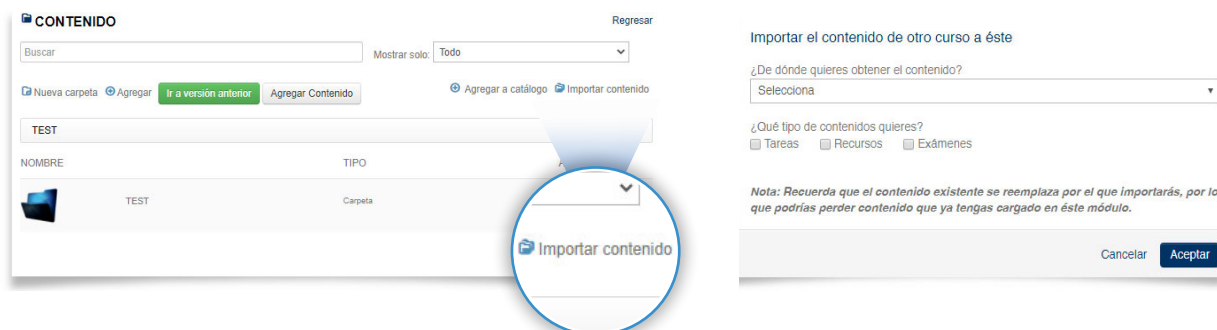 CONTENIDO
Regresar
Buscar
Mostrar solo: Todo
Nueva carpeta Agregar Ir a versión anterior Agregar Contenido Agregar a catálogo Importar contenido
TEST
NOMBRE TIPO
TEST Carpeta
Importar contenido
Importar el contenido de otro curso a éste
¿De dónde quieres obtener el contenido?
Selecciona
¿Qué tipo de contenidos quieres?
Tareas Recursos Exámenes
Nota: Recuerda que el contenido existente se reemplaza por el que importarás, por lo
que podrías perder contenido que ya tengas cargado en éste módulo.
Cancelar Aceptar